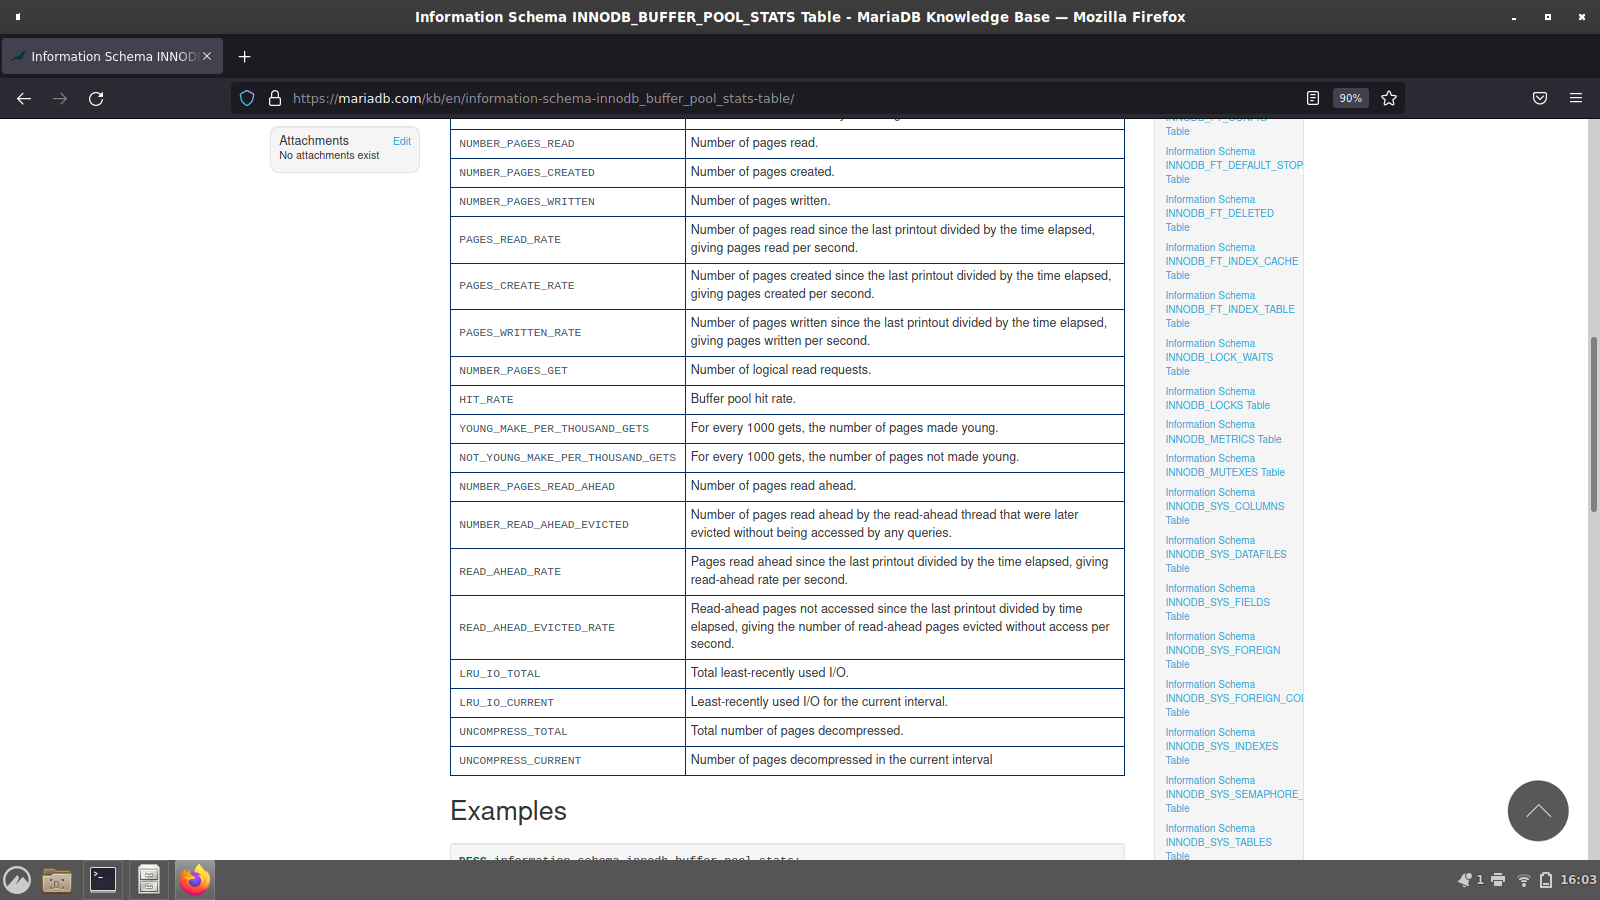 Information Schema INNODB_BUFFER_POOL_STATS Table - MariaDB Knowledge Base — Mozilla Firefox
Information Schema INNOD
https://mariadb.com/kb/en/information-schema-innodb_buffer_pool_stats-table/
90%
Attachments
Edit
No attachments exist
NUMBER_PAGES_READ
Number of pages read.
NUMBER_PAGES_CREATED
Number of pages created.
NUMBER_PAGES_WRITTEN
Number of pages written.
PAGES_READ_RATE
Number of pages read since the last printout divided by the time elapsed,
giving pages read per second.
PAGES_CREATE_RATE
Number of pages created since the last printout divided by the time elapsed,
giving pages created per second.
PAGES_WRITTEN_RATE
Number of pages written since the last printout divided by the time elapsed,
giving pages written per second.
NUMBER_PAGES_GET
Number of logical read requests.
HIT_RATE
Buffer pool hit rate.
YOUNG_MAKE_PER_THOUSAND_GETS
For every 1000 gets, the number of pages made young.
NOT_YOUNG_MAKE_PER_THOUSAND_GETS
For every 1000 gets, the number of pages not made young.
NUMBER_PAGES_READ_AHEAD
Number of pages read ahead.
NUMBER_READ_AHEAD_EVICTED
Number of pages read ahead by the read-ahead thread that were later
evicted without being accessed by any queries.
READ_AHEAD_RATE
Pages read ahead since the last printout divided by the time elapsed, giving
read-ahead rate per second.
READ_AHEAD_EVICTED_RATE
Read-ahead pages not accessed since the last printout divided by time
elapsed, giving the number of read-ahead pages evicted without access per
second.
LRU_IO_TOTAL
Total least-recently used I/O.
LRU_IO_CURRENT
Least-recently used I/O for the current interval.
UNCOMPRESS_TOTAL
Total number of pages decompressed.
UNCOMPRESS_CURRENT
Number of pages decompressed in the current interval
Examples
DESC information_schema.innodb_buffer_pool_stats;
Table
Information Schema
INNODB_FT_DEFAULT_STOP
Table
Information Schema
INNODB_FT_DELETED
Table
Information Schema
INNODB_FT_INDEX_CACHE
Table
Information Schema
INNODB_FT_INDEX_TABLE
Table
Information Schema
INNODB_LOCK_WAITS
Table
Information Schema
INNODB_LOCKS Table
Information Schema
INNODB_METRICS Table
Information Schema
INNODB_MUTEXES Table
Information Schema
INNODB_SYS_COLUMNS
Table
Information Schema
INNODB_SYS_DATAFILES
Table
Information Schema
INNODB_SYS_FIELDS
Table
Information Schema
INNODB_SYS_FOREIGN
Table
Information Schema
INNODB_SYS_FOREIGN_COL
Table
Information Schema
INNODB_SYS_INDEXES
Table
Information Schema
INNODB_SYS_SEMAPHORE_
Table
Information Schema
INNODB_SYS_TABLES
Table
1
16:03